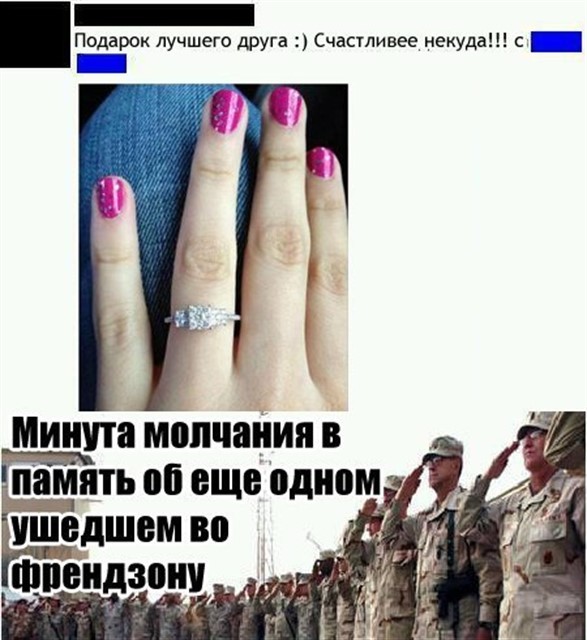 Подарок лучшего друга :) Счастливее некуда!!! с
Минута молчания в
память об еще одном
ушедшем во
френдзону